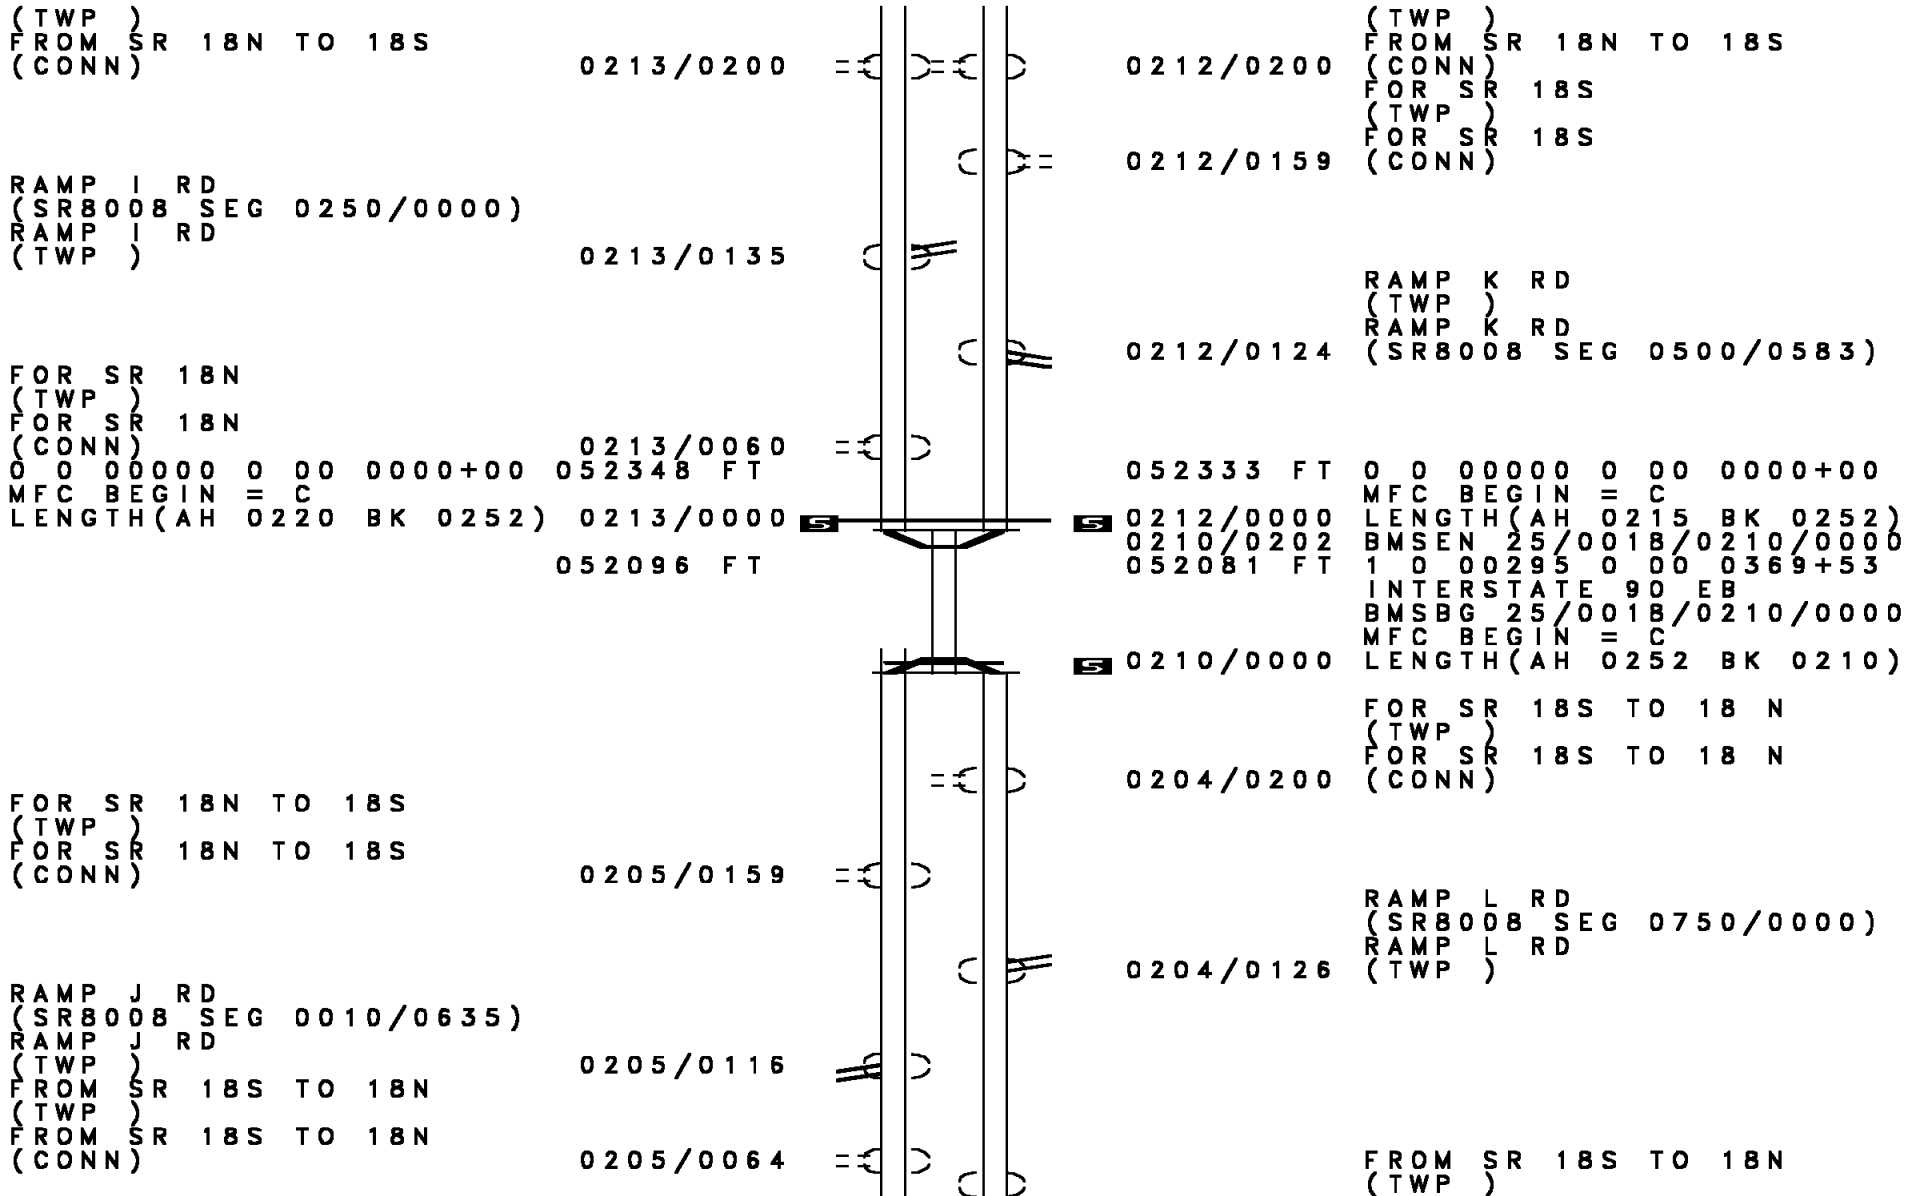 (TWP )
FROM SR 18N TO 18S
(CONN) 0213/0200
RAMP I RD
(SR8008 SEG 0250/0000)
RAMP I RD
(TWP ) 0213/0135
FOR SR 18N
(TWP )
FOR SR 18N
(CONN) 0213/0060
0 0 00000 0 00 0000+00 052348 FT
MFC BEGIN = C
LENGTH(AH 0220 BK 0252) 0213/0000 S
052096 FT
FOR SR 18N TO 18S
(TWP )
FOR SR 18N TO 18S
(CONN) 0205/0159
RAMP J RD
(SR8008 SEG 0010/0635)
RAMP J RD
(TWP ) 0205/0116
FROM SR 18S TO 18N
(TWP )
FROM SR 18S TO 18N
(CONN) 0205/0064
(TWP )
FROM SR 18N TO 18S
0212/0200 (CONN)
FOR SR 18S
(TWP )
FOR SR 18S
0212/0159 (CONN)
RAMP K RD
(TWP )
RAMP K RD
0212/0124 (SR8008 SEG 0500/0583)
052333 FT 0 0 00000 0 00 0000+00
MFC BEGIN = C
S 0212/0000 LENGTH(AH 0215 BK 0252)
0210/0202 BMSEN 25/0018/0210/0000
052081 FT 1 0 00295 0 00 0369+53
INTERSTATE 90 EB
BMSBG 25/0018/0210/0000
MFC BEGIN = C
S 0210/0000 LENGTH(AH 0252 BK 0210)
FOR SR 18S TO 18 N
(TWP )
FOR SR 18S TO 18 N
0204/0200 (CONN)
RAMP L RD
(SR8008 SEG 0750/0000)
RAMP L RD
0204/0126 (TWP )
FROM SR 18S TO 18N
(TWP )